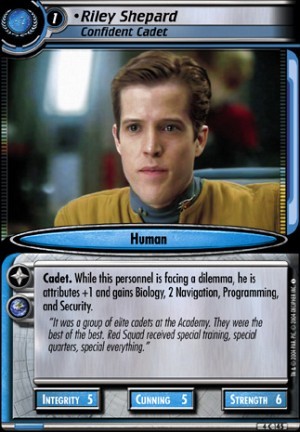 1
•Riley Shepard
Confident Cadet
Human
Cadet. While this personnel is facing a dilemma, he is
attributes +1 and gains Biology, 2 Navigation, Programming,
and Security.
"It was a group of elite cadets at the Academy. They were
the best of the best. Red Squad received special training, special
quarters, special everything."
INTEGRITY 5 CUNNING 5 STRENGTH 6
4 C 145